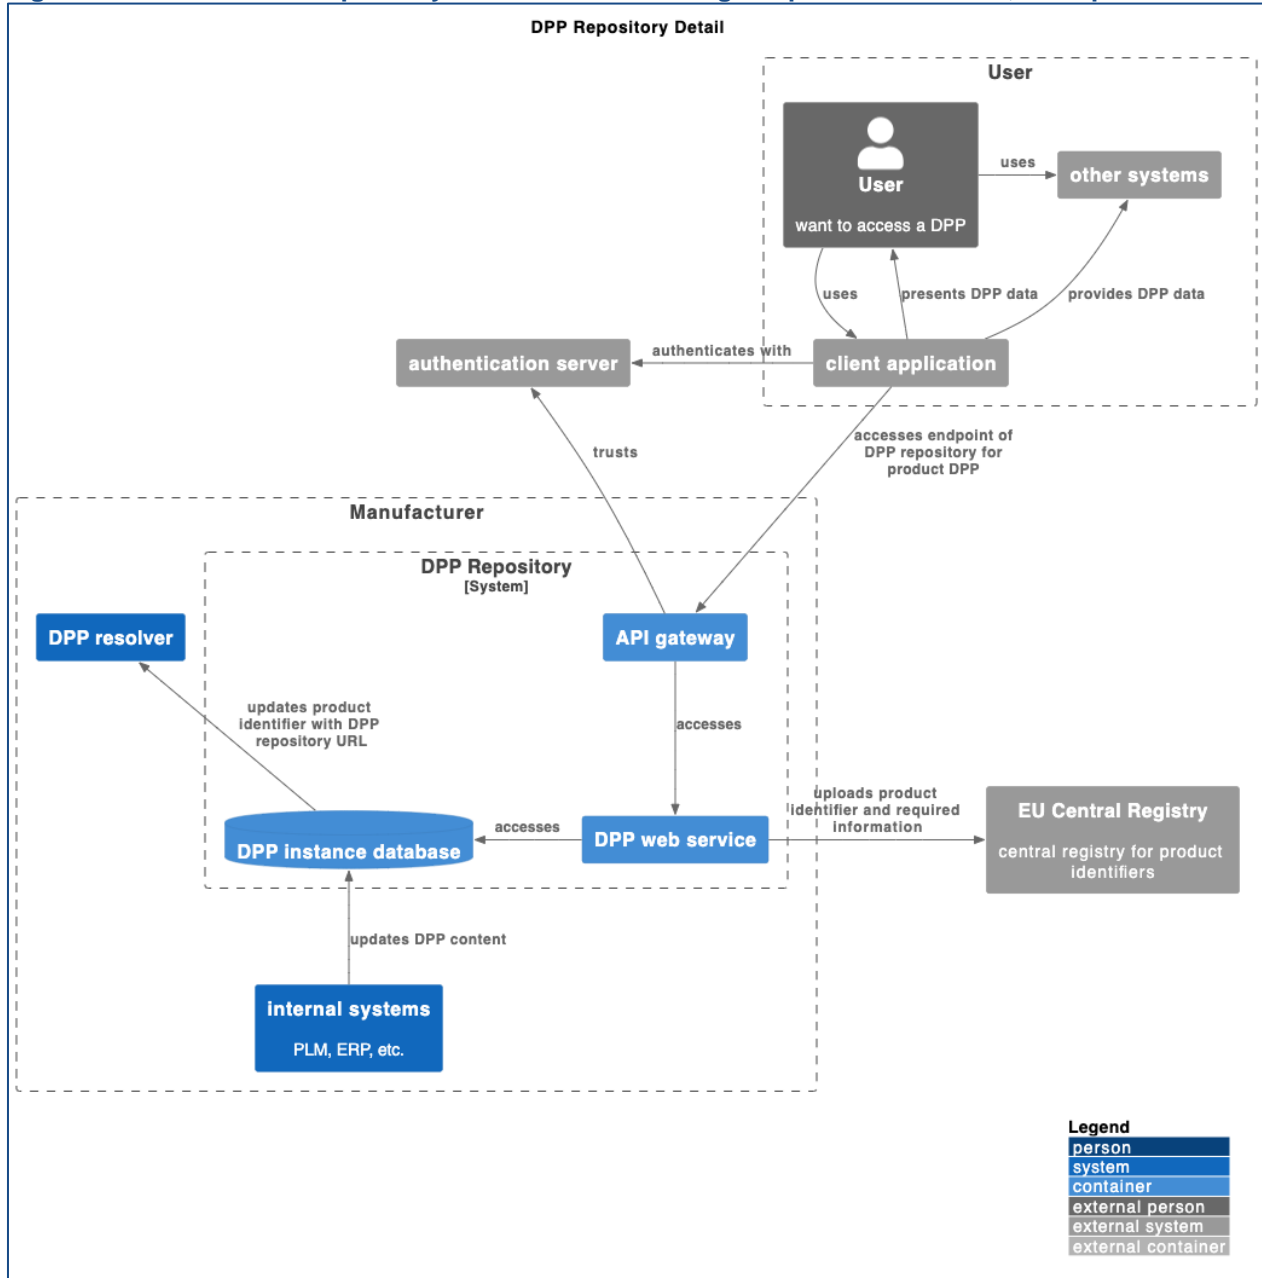 DPP Repository Detail
User
User
want to access a DPP
uses
other systems
uses
presents DPP data
provides DPP data
authentication server
authenticates with
client application
trusts
accesses endpoint of
DPP repository for
product DPP
Manufacturer
DPP Repository
[System]
DPP resolver
API gateway
updates product
identifier with DPP
repository URL
accesses
uploads product
identifier and required
information
DPP instance database
accesses
DPP web service
EU Central Registry
central registry for product
identifiers
updates DPP content
internal systems
PLM, ERP, etc.
Legend
person
system
container
external person
external system
external container